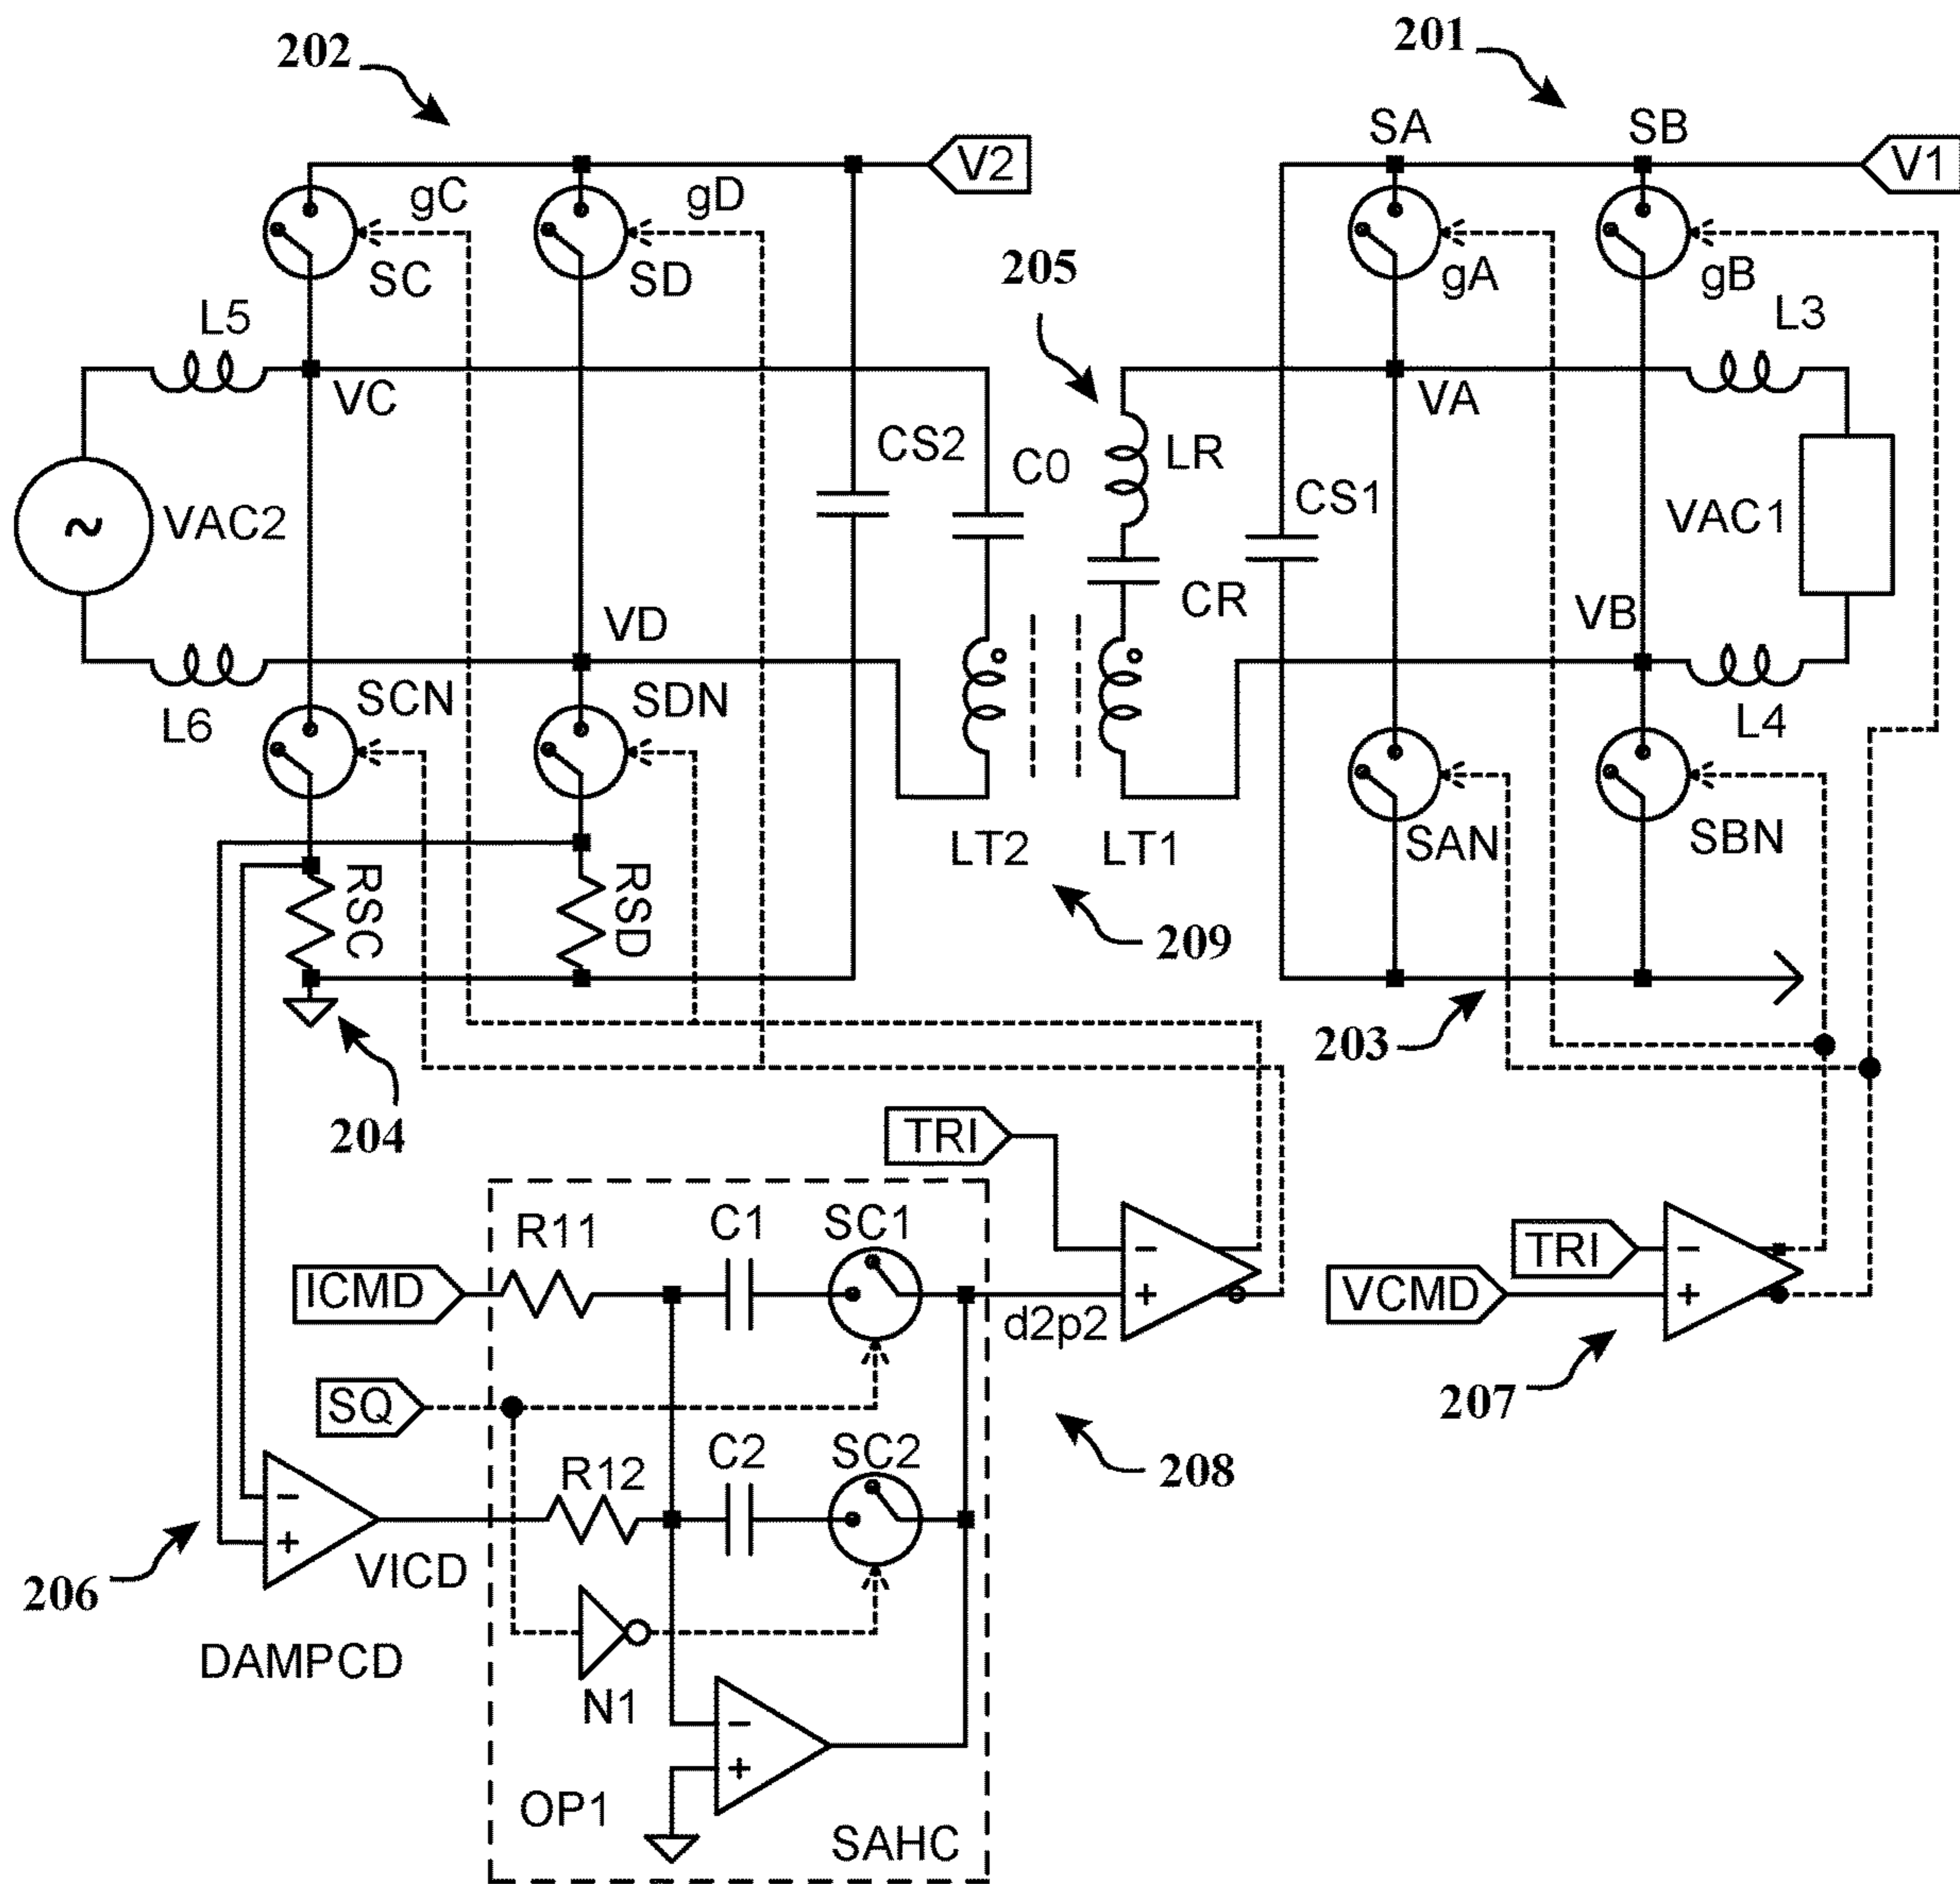 202
201
SA
SB
V2
V1
gC
gD
SC
SD
205
gA
gB
L5
L3
VC
VA
CS2
C0
LR
CS1
VAC2
VAC1
CR
VD
VB
SCN
SDN
L6
L4
SAN
SBN
LT2
LT1
RSC
RSD
209
203
204
TRI
R11
C1
SC1
TRI
ICMD
VCMD
d2p2
SQ
207
C2
SC2
R12
208
206
VICD
DAMPCD
N1
OP1
SAHC